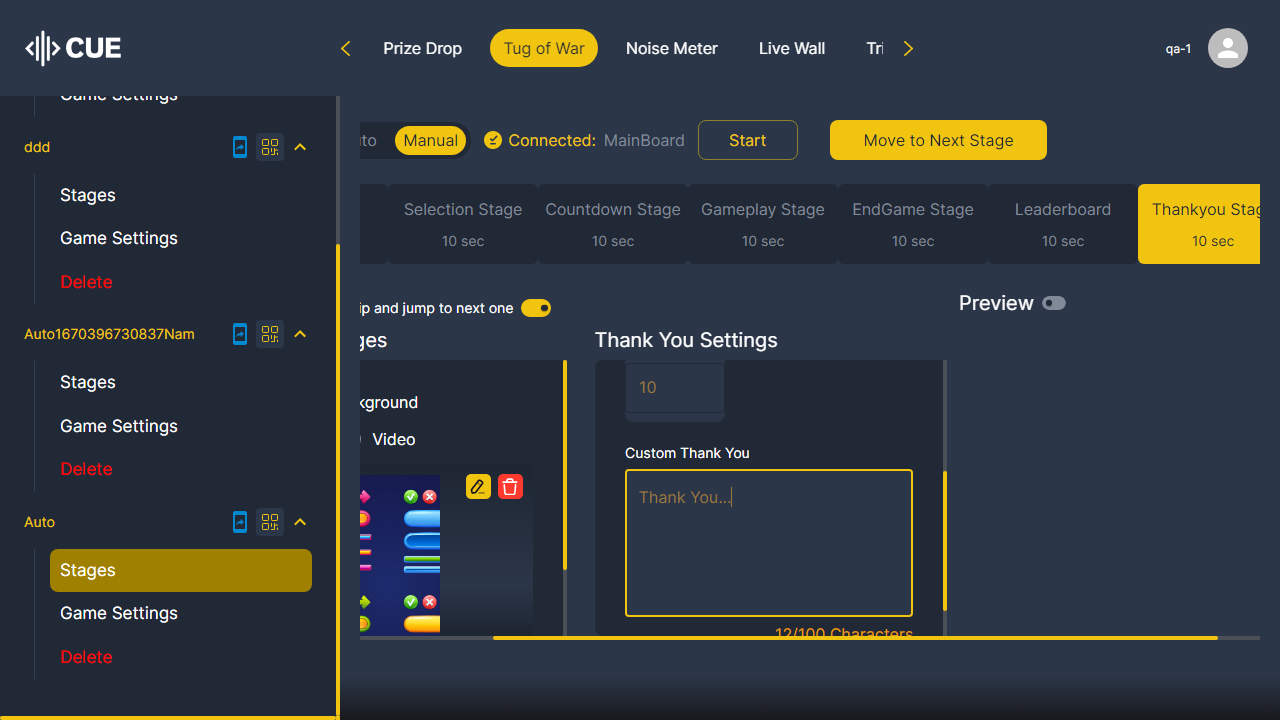 CUE
Prize Drop
Tug of War
Noise Meter
Live Wall
qa-1
Game Settings
ddd
Stages
Game Settings
Delete
Auto1670396730837Nam
Stages
Game Settings
Delete
Auto
Stages
Game Settings
Delete
Manual
Connected: MainBoard
Start
Move to Next Stage
Selection Stage
10 sec
Countdown Stage
10 sec
Gameplay Stage
10 sec
EndGame Stage
10 sec
Leaderboard
10 sec
Thankyou Stag
10 sec
ip and jump to next one
Preview
ges
Thank You Settings
kground
Video
10
Custom Thank You
Thank You...
12/100 Characters